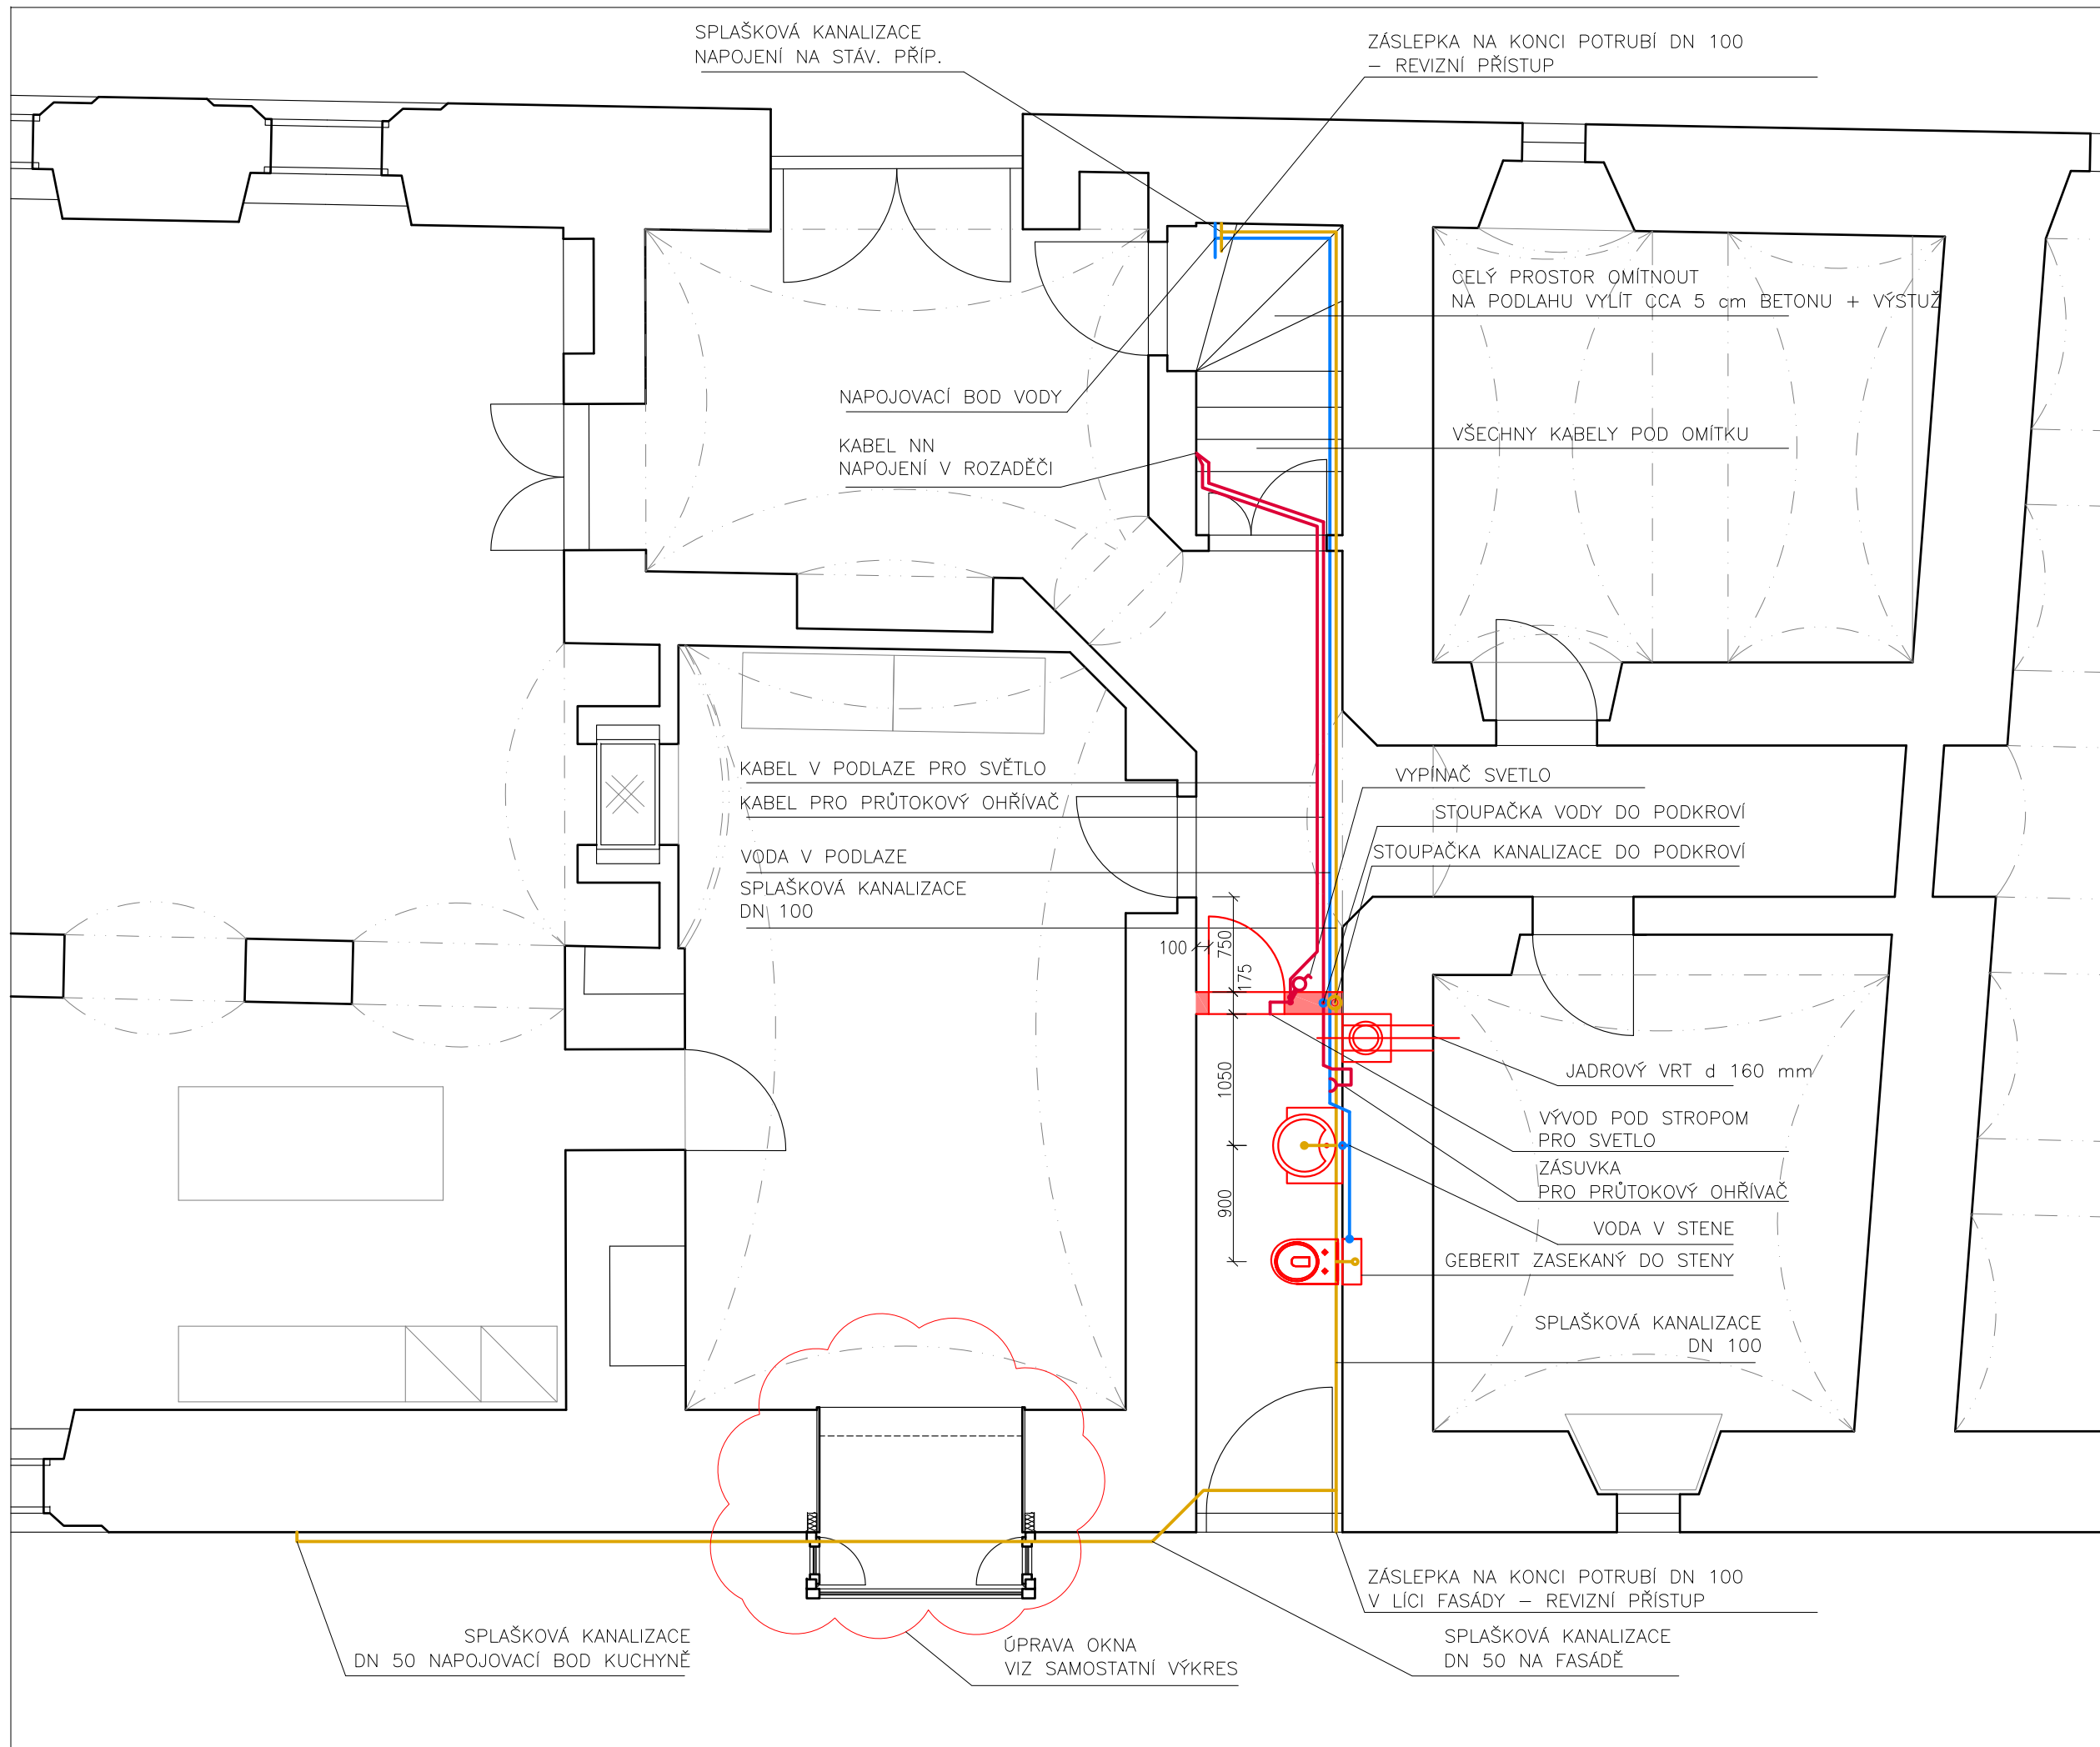 SPLAŠKOVÁ KANALIZACE
NAPOJENÍ NA STÁV. PŘÍP.
ZÁSLEPKA NA KONCI POTRUBÍ DN 100
– REVIZNÍ PŘÍSTUP
CELÝ PROSTOR OMÍTNOUT
NA PODLAHU VYLÍT CCA 5 cm BETONU + VÝSTUŽ
NAPOJOVACÍ BOD VODY
KABEL NN
NAPOJENÍ V ROZADĚČI
VŠECHNY KABELY POD OMÍTKU
KABEL V PODLAZE PRO SVĚTLO
KABEL PRO PRŮTOKOVÝ OHŘÍVAČ
VODA V PODLAZE
SPLAŠKOVÁ KANALIZACE
DN 100
VYPÍNAČ SVETLO
STOUPAČKA VODY DO PODKROVÍ
STOUPAČKA KANALIZACE DO PODKROVÍ
100
750
175
1050
900
JADROVÝ VRT d 160 mm
VÝVOD POD STROPOM
PRO SVETLO
ZÁSUVKA
PRO PRŮTOKOVÝ OHŘÍVAČ
VODA V STENE
GEBERIT ZASEKANÝ DO STENY
SPLAŠKOVÁ KANALIZACE
DN 100
ZÁSLEPKA NA KONCI POTRUBÍ DN 100
V LÍCI FASÁDY – REVIZNÍ PŘÍSTUP
SPLAŠKOVÁ KANALIZACE
DN 50 NAPOJOVACÍ BOD KUCHYNĚ
ÚPRAVA OKNA
VIZ SAMOSTATNÍ VÝKRES
SPLAŠKOVÁ KANALIZACE
DN 50 NA FASÁDĚ